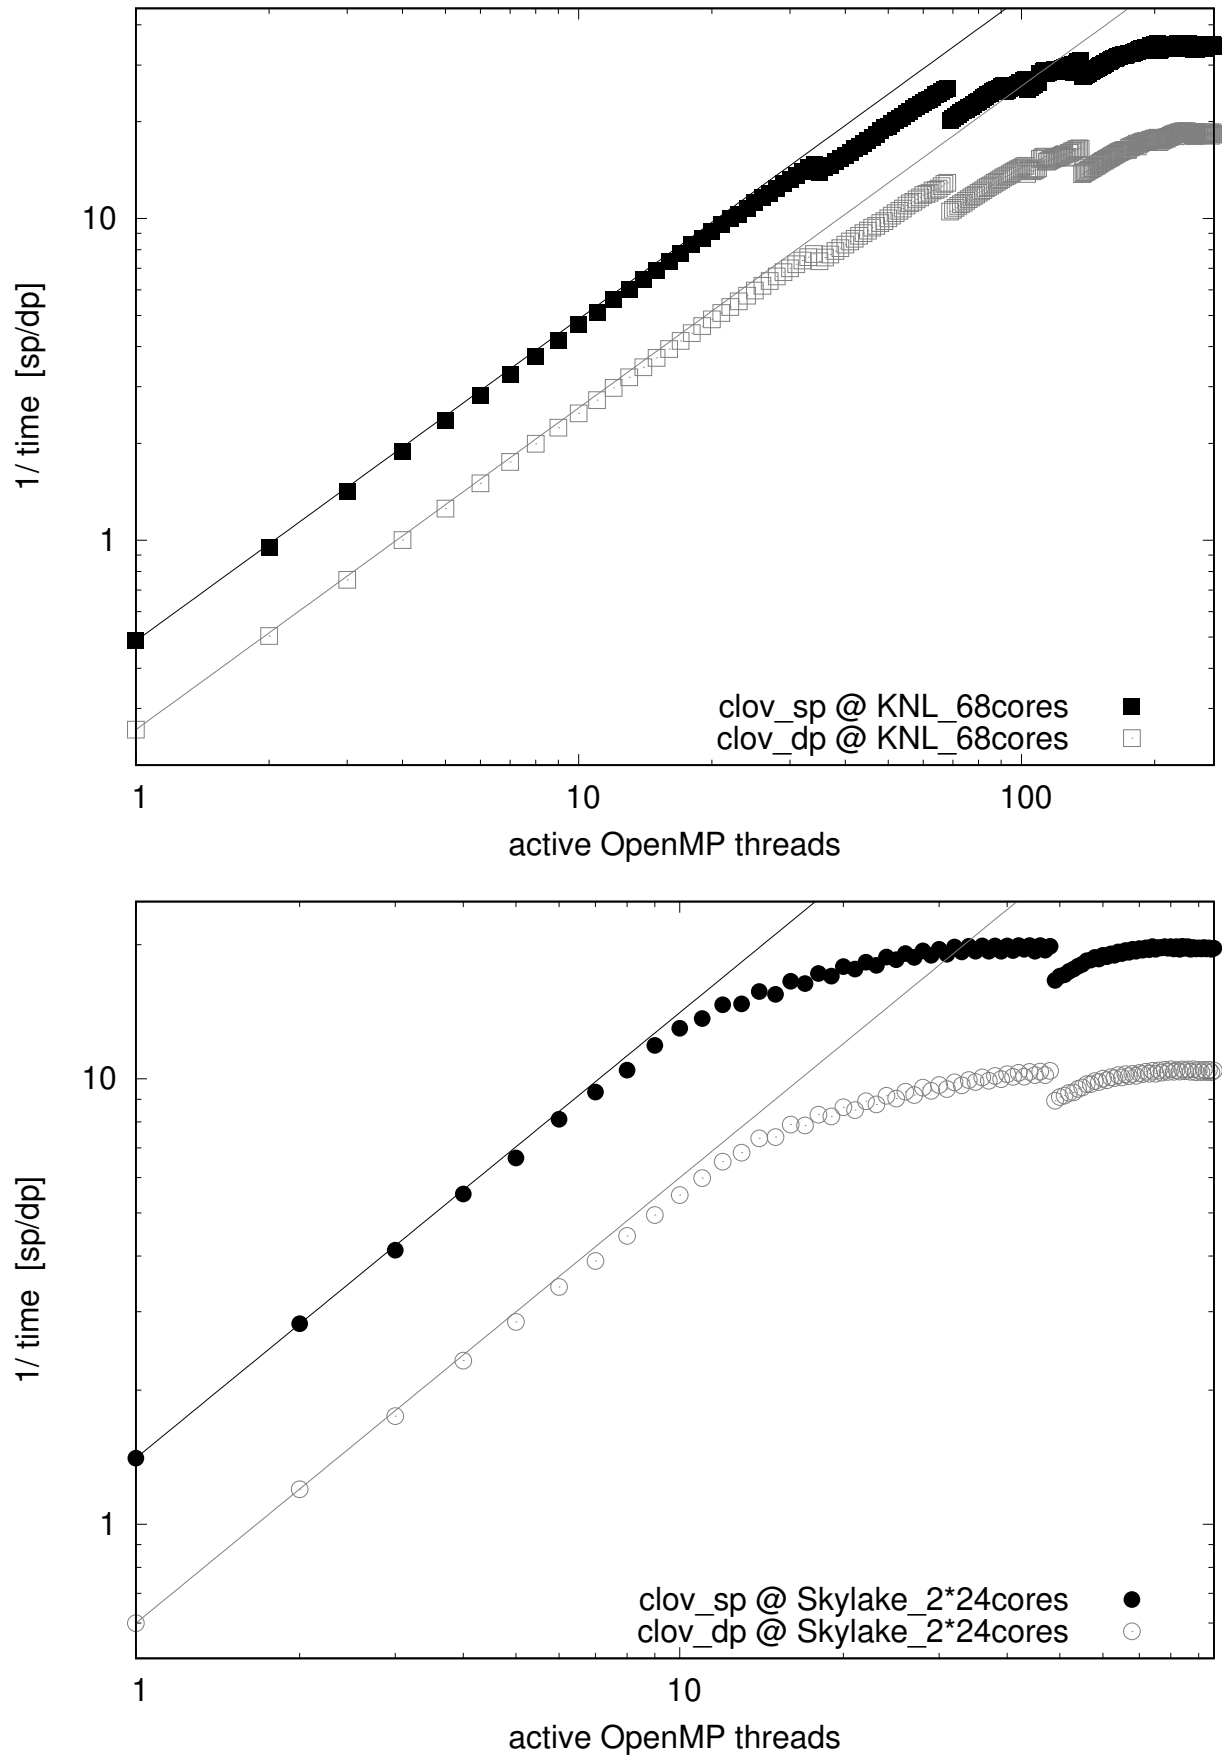 10
1
1/ time [sp/dp]
clov_sp @ KNL_68cores
clov_dp @ KNL_68cores
1 10 100
active OpenMP threads
10
1
1/ time [sp/dp]
clov_sp @ Skylake_2*24cores
clov_dp @ Skylake_2*24cores
1 10
active OpenMP threads